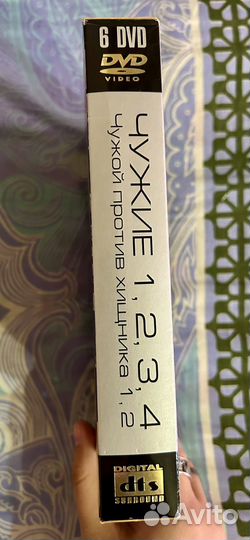 6 DVD
DVD
VIDEO
ЧУЖИЕ 1, 2, 3, 4
ЧУЖОЙ ПРОТИВ ХИЩНИКА 1, 2
DIGITAL
dts
SURROUND
Avito